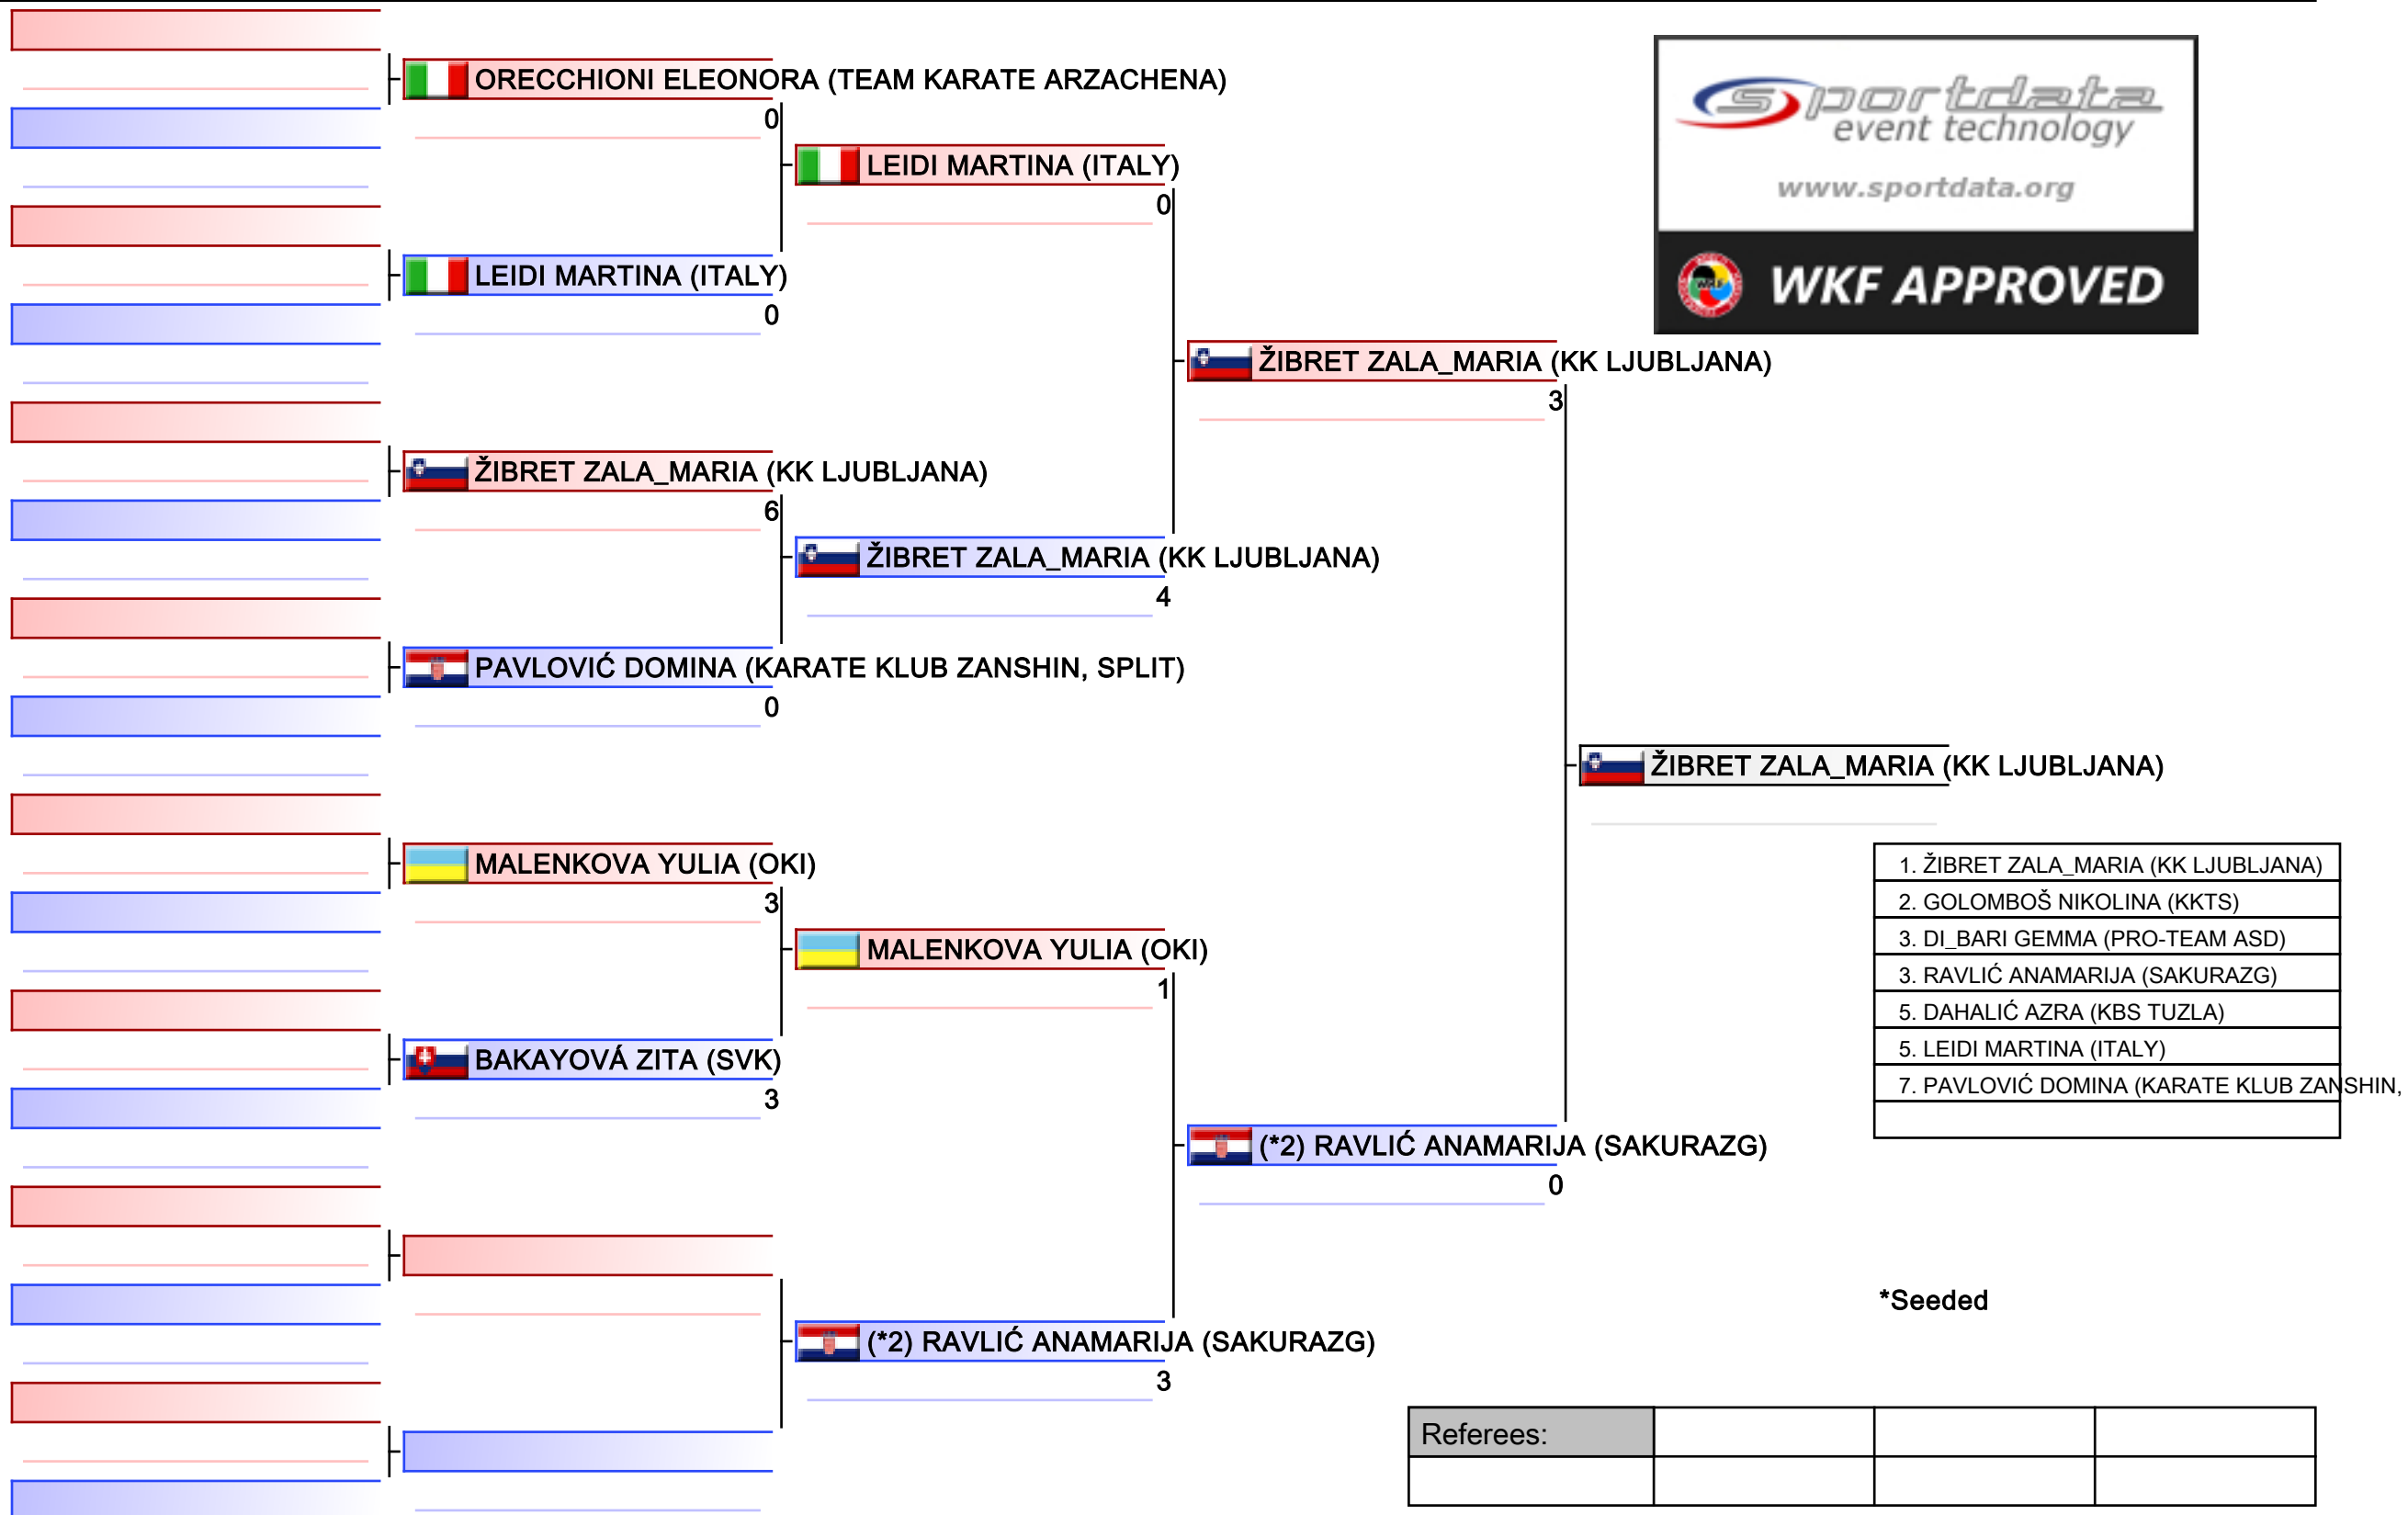 ORECCHIONI ELEONORA (TEAM KARATE ARZACHENA)
0
LEIDI MARTINA (ITALY)
0
LEIDI MARTINA (ITALY)
0
ŽIBRET ZALA_MARIA (KK LJUBLJANA)
3
ŽIBRET ZALA_MARIA (KK LJUBLJANA)
6
ŽIBRET ZALA_MARIA (KK LJUBLJANA)
4
PAVLOVIĆ DOMINA (KARATE KLUB ZANSHIN, SPLIT)
0
ŽIBRET ZALA_MARIA (KK LJUBLJANA)
MALENKOVA YULIA (OKI)
3
MALENKOVA YULIA (OKI)
1
BAKAYOVÁ ZITA (SVK)
3
(*2) RAVLIĆ ANAMARIJA (SAKURAZG)
0
(*2) RAVLIĆ ANAMARIJA (SAKURAZG)
3
sportdata
event technology
www.sportdata.org
WKF
WKF APPROVED
1. ŽIBRET ZALA_MARIA (KK LJUBLJANA)
2. GOLOMBOŠ NIKOLINA (KKTS)
3. DI_BARI GEMMA (PRO-TEAM ASD)
3. RAVLIĆ ANAMARIJA (SAKURAZG)
5. DAHALIĆ AZRA (KBS TUZLA)
5. LEIDI MARTINA (ITALY)
7. PAVLOVIĆ DOMINA (KARATE KLUB ZANSHIN,
*Seeded
Referees: